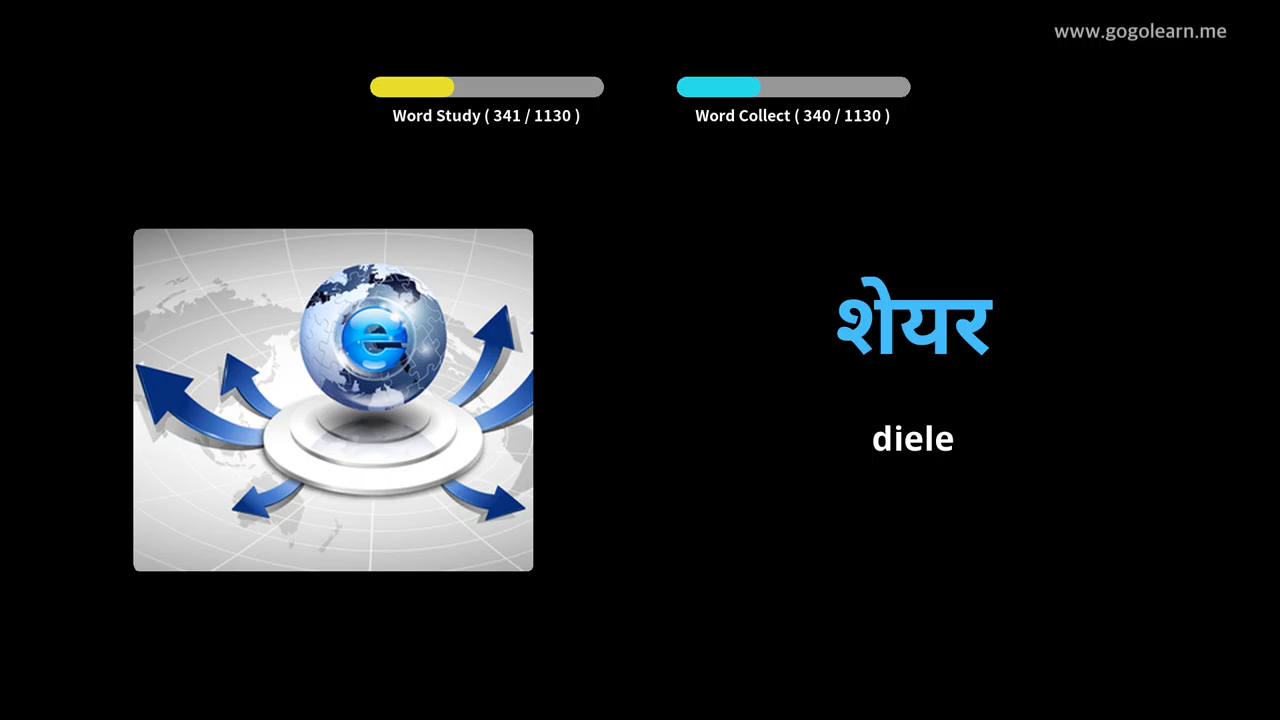 www.gogolearn.me
Word Study ( 341 / 1130 )
Word Collect ( 340 / 1130 )
e
शेयर
diele